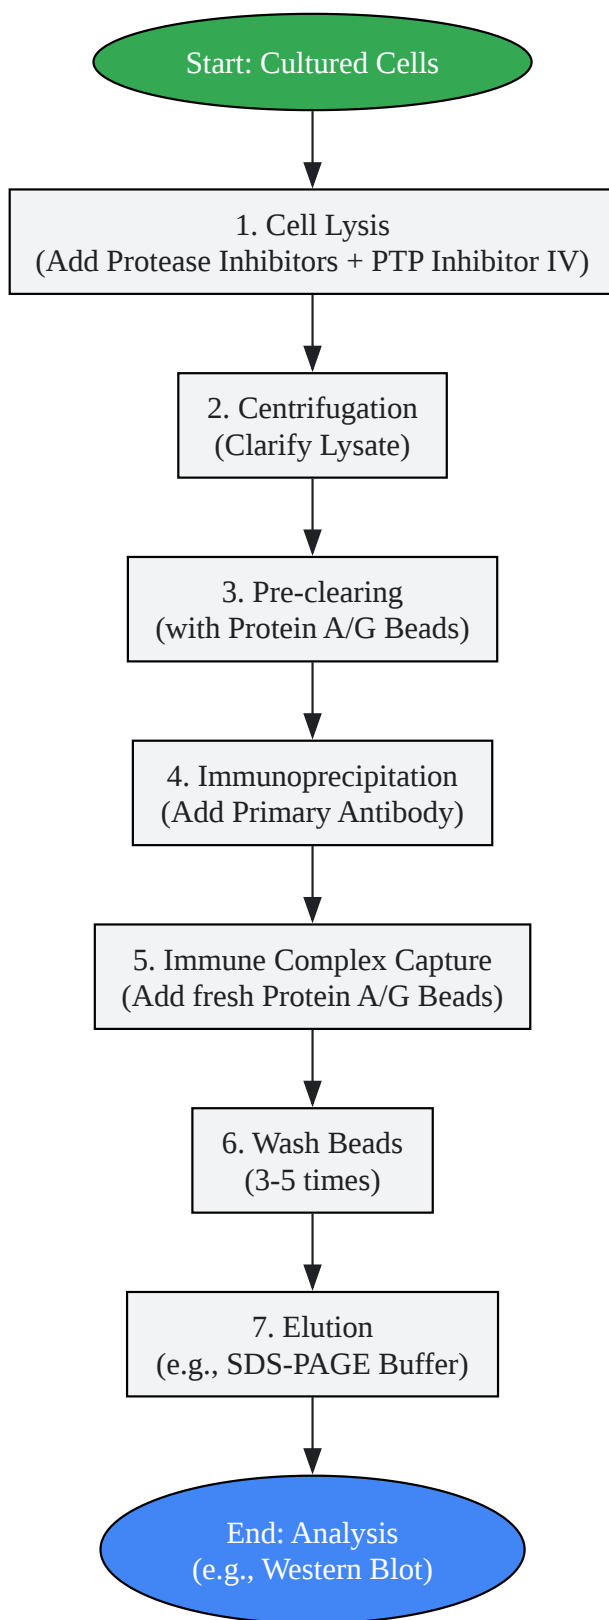 Start: Cultured Cells
1. Cell Lysis
(Add Protease Inhibitors + PTP Inhibitor IV)
2. Centrifugation
(Clarify Lysate)
3. Pre-clearing
(with Protein A/G Beads)
4. Immunoprecipitation
(Add Primary Antibody)
5. Immune Complex Capture
(Add fresh Protein A/G Beads)
6. Wash Beads
(3-5 times)
7. Elution
(e.g., SDS-PAGE Buffer)
End: Analysis
(e.g., Western Blot)